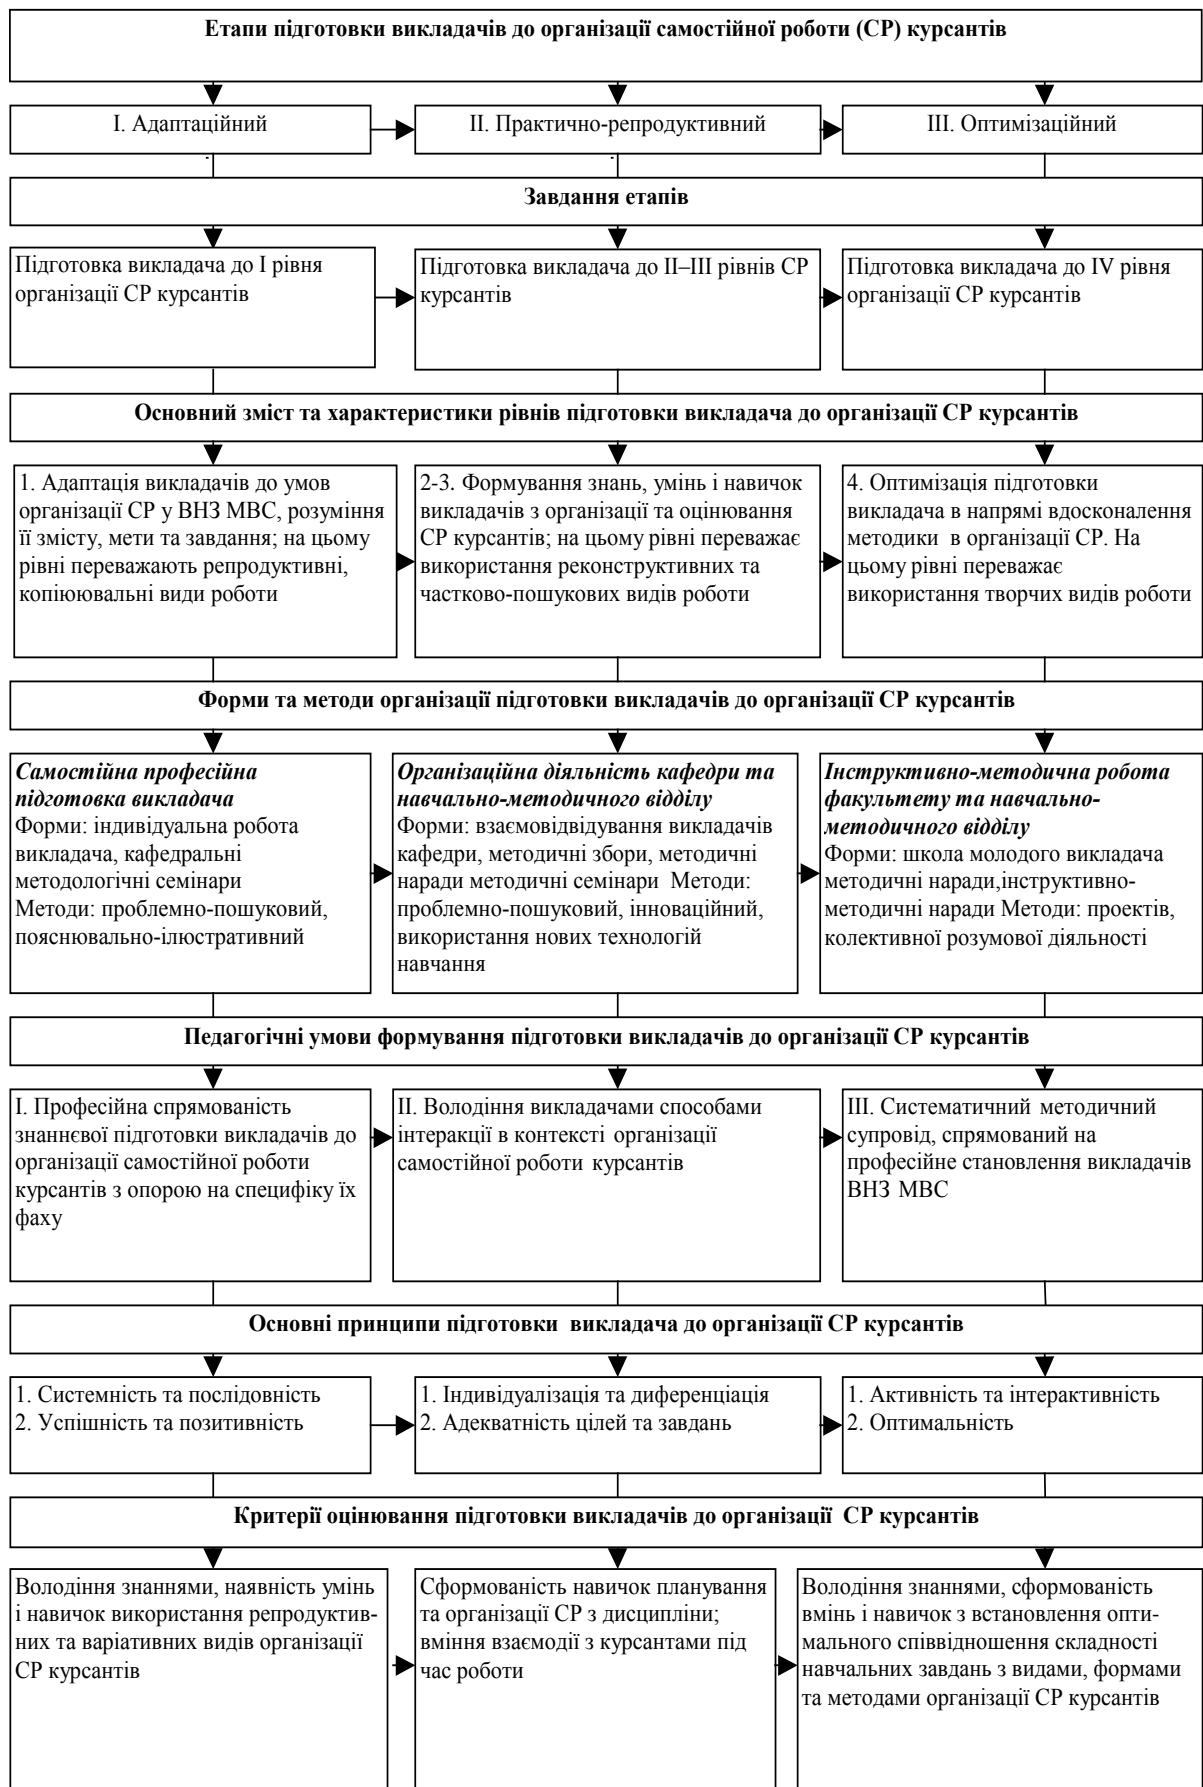 Етапи підготовки викладачів до організації самостійної роботи (СР) курсантів
І. Адаптаційний
ІІ. Практично-репродуктивний
ІІІ. Оптимізаційний
Завдання етапів
Підготовка викладача до І рівня
організації СР курсантів
Підготовка викладача до ІІ–ІІІ рівнів СР
курсантів
Підготовка викладача до ІV рівня
організації СР курсантів
Основний зміст та характеристики рівнів підготовки викладача до організації СР курсантів
1. Адаптація викладачів до умов
організації СР у ВНЗ МВС, розуміння
її змісту, мети та завдання; на цьому
рівні переважають репродуктивні,
копіюювальні види роботи
2-3. Формування знань, умінь і навичок
викладачів з організації та оцінювання
СР курсантів; на цьому рівні переважає
використання реконструктивних та
частково-пошукових видів роботи
4. Оптимізація підготовки
викладача в напрямі вдосконалення
методики в організації СР. На
цьому рівні переважає
використання творчих видів роботи
Форми та методи організації підготовки викладачів до організації СР курсантів
Самостійна професійна
підготовка викладача
Форми: індивідуальна робота
викладача, кафедральні
методологічні семінари
Методи: проблемно-пошуковий,
пояснювально-ілюстративний
Організаційна діяльність кафедри та
навчально-методичного відділу
Форми: взаємовідвідування викладачів
кафедри, методичні збори, методичні
наради методичні семінари Методи:
проблемно-пошуковий, інноваційний,
використання нових технологій
навчання
Інструктивно-методична робота
факультету та навчально-
методичного відділу
Форми: школа молодого викладача
методичні наради,інструктивно-
методичні наради Методи: проектів,
колективної розумової діяльності
Педагогічні умови формування підготовки викладачів до організації СР курсантів
І. Професійна спрямованість
знаннєвої підготовки викладачів до
організації самостійної роботи
курсантів з опорою на специфіку їх
фаху
ІІ. Володіння викладачами способами
інтеракції в контексті організації
самостійної роботи курсантів
ІІІ. Систематичний методичний
супровід, спрямований на
професійне становлення викладачів
ВНЗ МВС
Основні принципи підготовки викладача до організації СР курсантів
1. Системність та послідовність
2. Успішність та позитивність
1. Індивідуалізація та диференціація
2. Адекватність цілей та завдань
1. Активність та інтерактивність
2. Оптимальність
Критерії оцінювання підготовки викладачів до організації СР курсантів
Володіння знаннями, наявність умінь
і навичок використання репродуктив-
них та варіативних видів організації
СР курсантів
Сформованість навичок планування
та організації СР з дисципліни;
вміння взаємодії з курсантами під
час роботи
Володіння знаннями, сформованість
вмінь і навичок з встановлення опти-
мального співвідношення складності
навчальних завдань з видами, формами
та методами організації СР курсантів